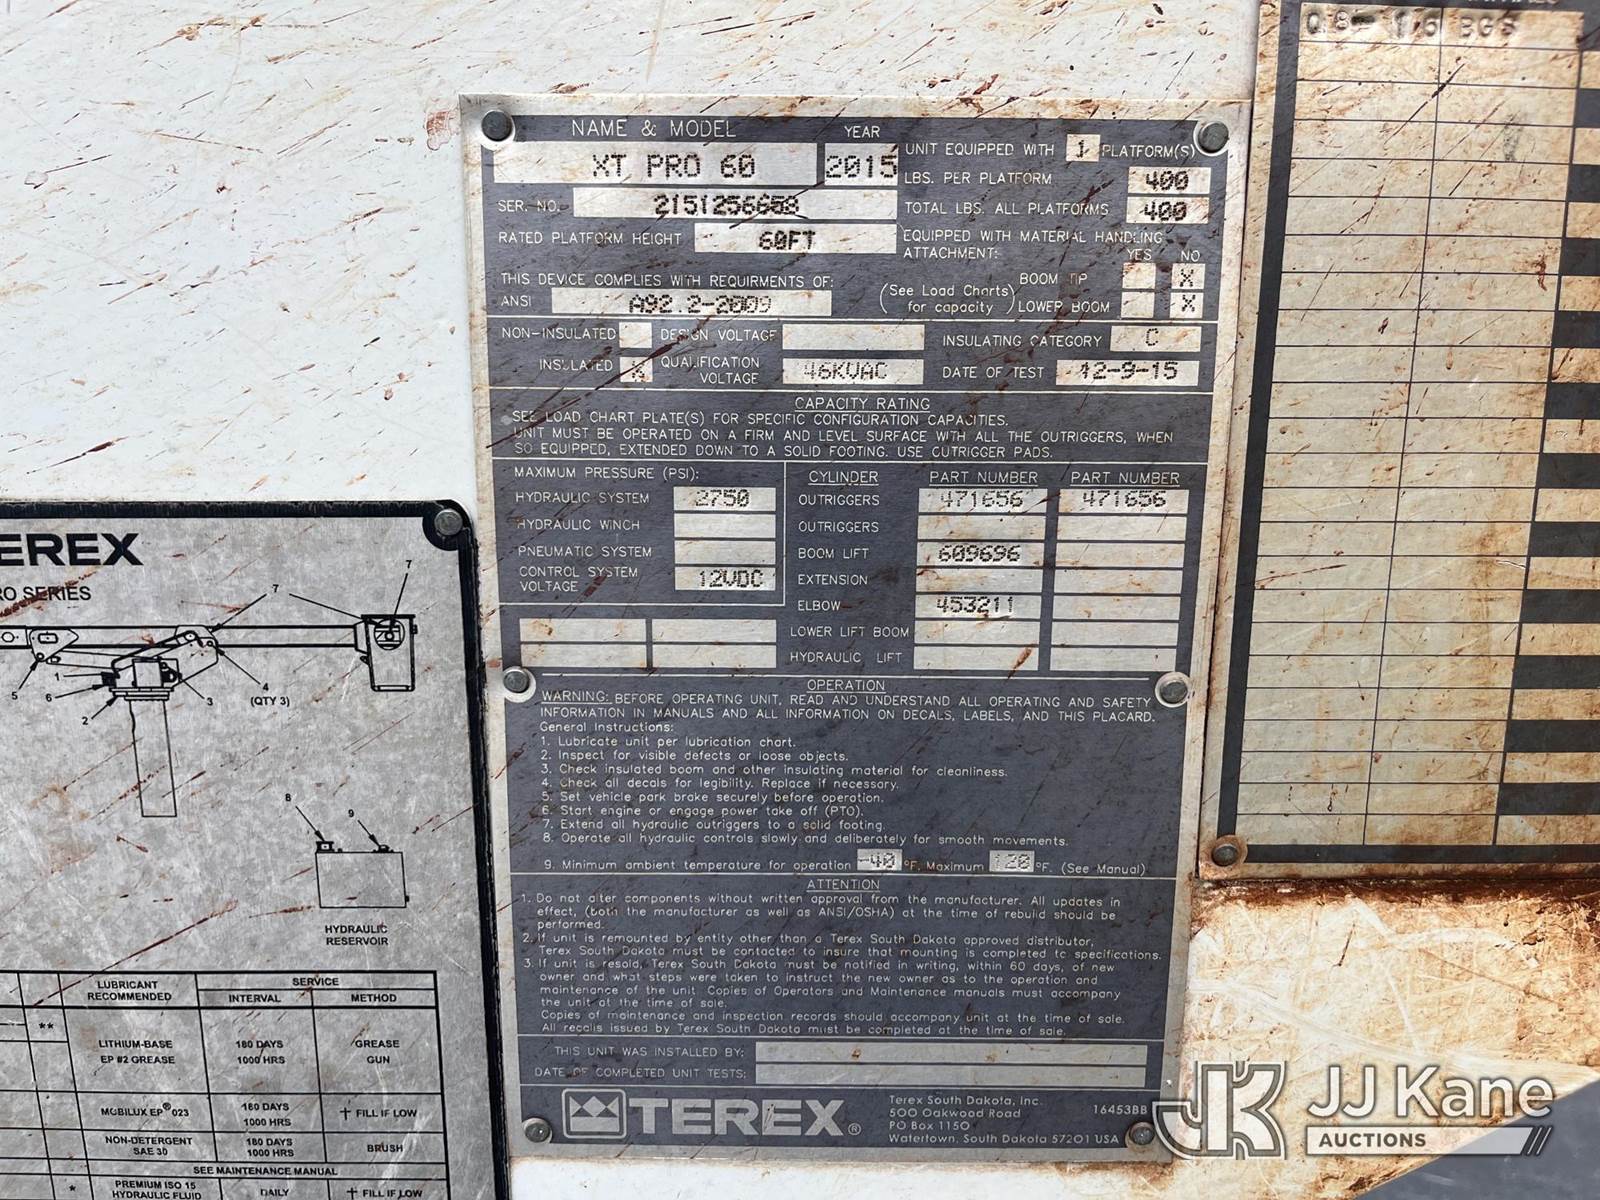 NAME & MODEL YEAR
XT PRO 60 2015
UNIT EQUIPPED WITH 1 PLATFORM(S)
LBS. PER PLATFORM 400
SER. NO. 2151256658
TOTAL LBS. ALL PLATFORMS 400
RATED PLATFORM HEIGHT 60FT
EQUIPPED WITH MATERIAL HANDLING
ATTACHMENT: YES NO
THIS DEVICE COMPLIES WITH REQUIRMENTS OF:
ANSI A92.2-2009
(See Load Charts for capacity)
BOOM TIP X
LOWER BOOM X
NON-INSULATED DESIGN VOLTAGE
INSULATING CATEGORY C
INSULATED X QUALIFICATION VOLTAGE 46KVAC
DATE OF TEST 12-9-15
CAPACITY RATING
SEE LOAD CHART PLATE(S) FOR SPECIFIC CONFIGURATION CAPACITIES.
UNIT MUST BE OPERATED ON A FIRM AND LEVEL SURFACE WITH ALL THE OUTRIGGERS, WHEN
SO EQUIPPED, EXTENDED DOWN TO A SOLID FOOTING. USE OUTRIGGER PADS.
MAXIMUM PRESSURE (PSI):
HYDRAULIC SYSTEM 2750
HYDRAULIC WINCH
PNEUMATIC SYSTEM
CONTROL SYSTEM
VOLTAGE 12VDC
CYLINDER PART NUMBER PART NUMBER
OUTRIGGERS 471656 471656
OUTRIGGERS
BOOM LIFT 609696
EXTENSION
ELBOW 453211
LOWER LIFT BOOM
HYDRAULIC LIFT
OPERATION
WARNING: BEFORE OPERATING UNIT, READ AND UNDERSTAND ALL OPERATING AND SAFETY
INFORMATION IN MANUALS AND ALL INFORMATION ON DECALS, LABELS, AND THIS PLACARD.
General Instructions:
1. Lubricate unit per lubrication chart.
2. Inspect for visible defects or loose objects.
3. Check insulated boom and other insulating material for cleanliness.
4. Check all decals for legibility. Replace if necessary.
5. Set vehicle park brake securely before operation.
6. Start engine or engage power take off (PTO).
7. Extend all hydraulic outriggers to a solid footing.
8. Operate all hydraulic controls slowly and deliberately for smooth movements.
9. Minimum ambient temperature for operation -40 °F. Maximum 120 °F. (See Manual)
ATTENTION
1. Do not alter components without written approval from the manufacturer. All updates in
effect, (both the manufacturer as well as ANSI/OSHA) at the time of rebuild should be
performed.
2. If unit is remounted by entity other than a Terex South Dakota approved distributor,
Terex South Dakota must be contacted to insure that mounting is completed to specifications.
3. If unit is resold, Terex South Dakota must be notified in writing, within 60 days, of new
owner and what steps were taken to instruct the new owner as to the operation and
maintenance of the unit. Copies of Operators and Maintenance manuals must accompany
the unit at the time of sale.
Copies of maintenance and inspection records should accompany unit at the time of sale.
All recalls issued by Terex South Dakota must be completed at the time of sale.
THIS UNIT WAS INSTALLED BY:
DATE OF COMPLETED UNIT TESTS:
TEREX®
Terex South Dakota, Inc.
500 Oakwood Road
PO Box 1150
Watertown, South Dakota 57201 USA
16453BB
EREX
RO SERIES
7 7
1
5 6 2 3 4
(QTY 3)
8 9
HYDRAULIC
RESERVOIR
LUBRICANT
RECOMMENDED
SERVICE
INTERVAL METHOD
**
LITHIUM-BASE
EP #2 GREASE
180 DAYS
1000 HRS
GREASE
GUN
MOBILUX EP® 023
180 DAYS
1000 HRS
† FILL IF LOW
NON-DETERGENT
SAE 30
180 DAYS
1000 HRS
BRUSH
SEE MAINTENANCE MANUAL
*
PREMIUM ISO 15
HYDRAULIC FLUID
DAILY
† FILL IF LOW
JJ Kane
AUCTIONS